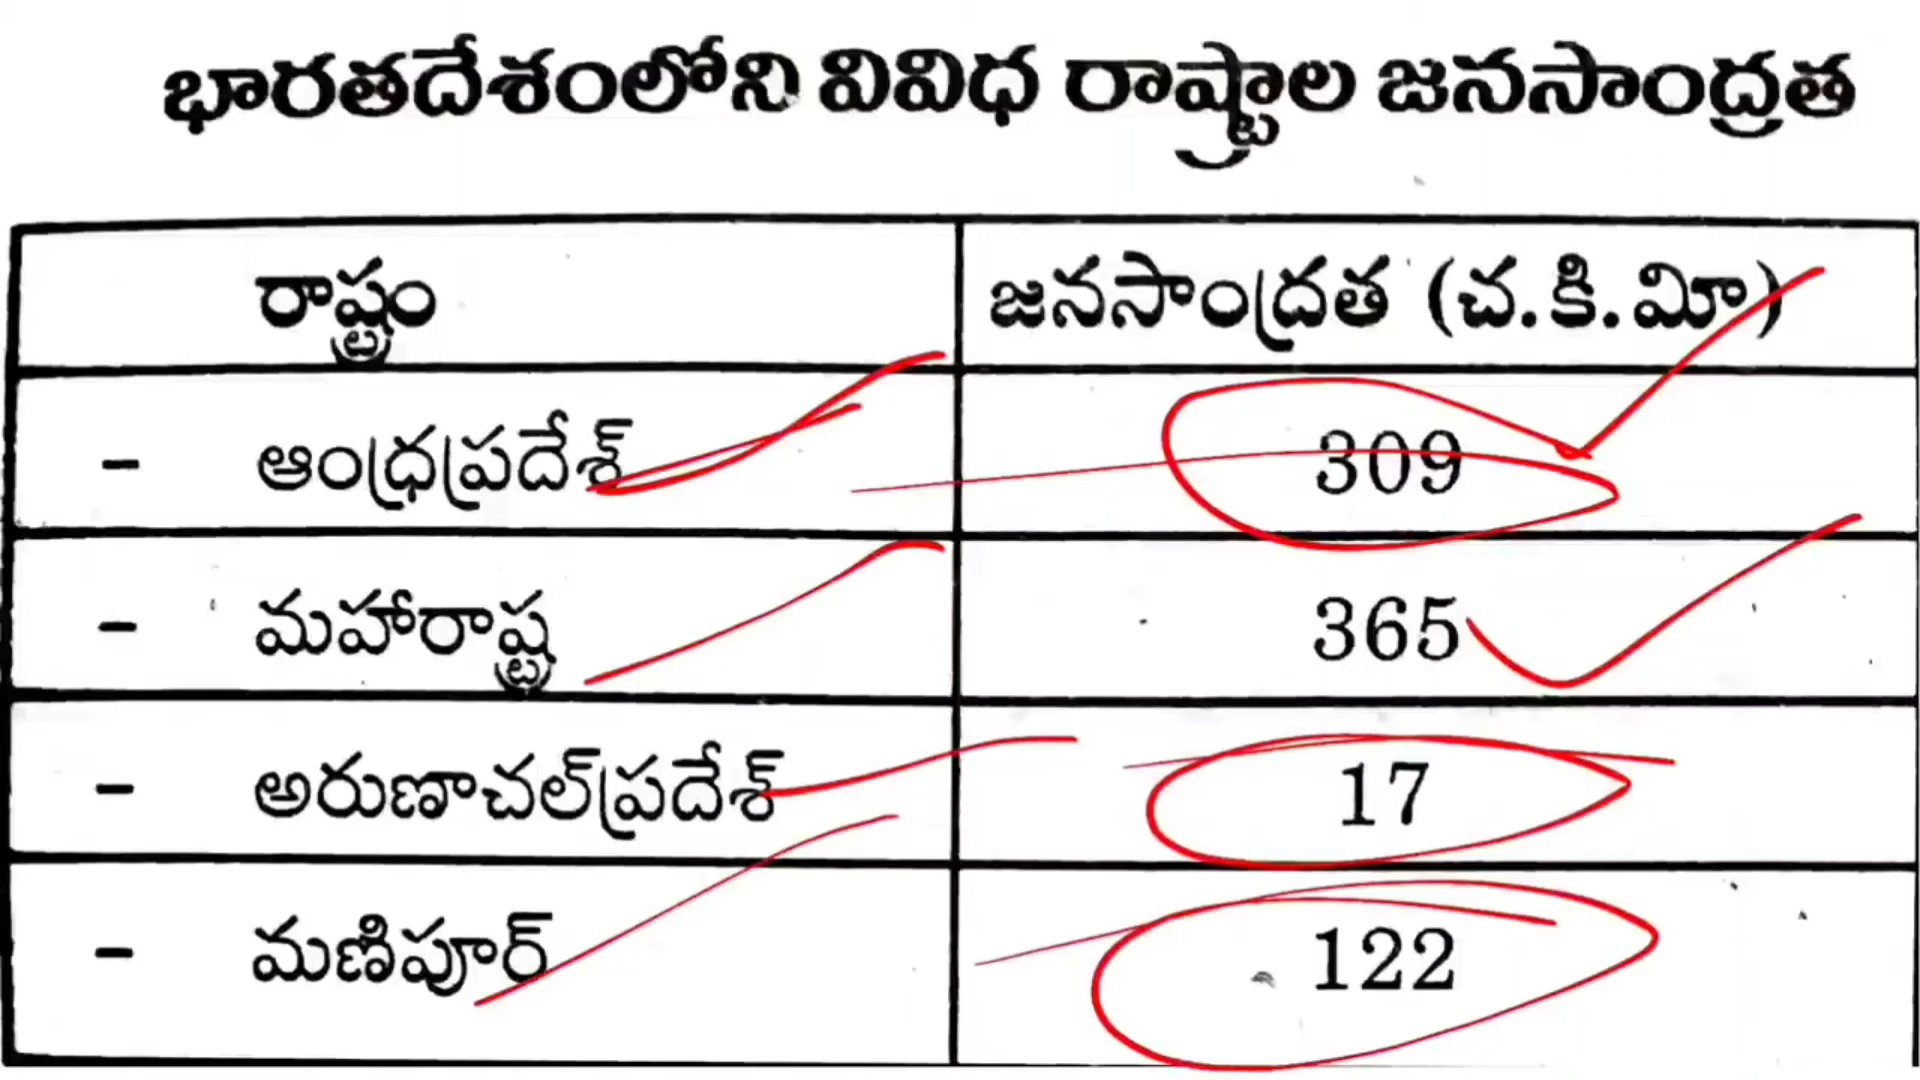 భారతదేశంలోని వివిధ రాష్ట్రాల జనసాంద్రత
రాష్ట్రం జనసాంద్రత (చ.కి.మీ)
- ఆంధ్రప్రదేశ్ 309
- మహారాష్ట్ర 365
- అరుణాచల్‌ప్రదేశ్ 17
- మణిపూర్ 122